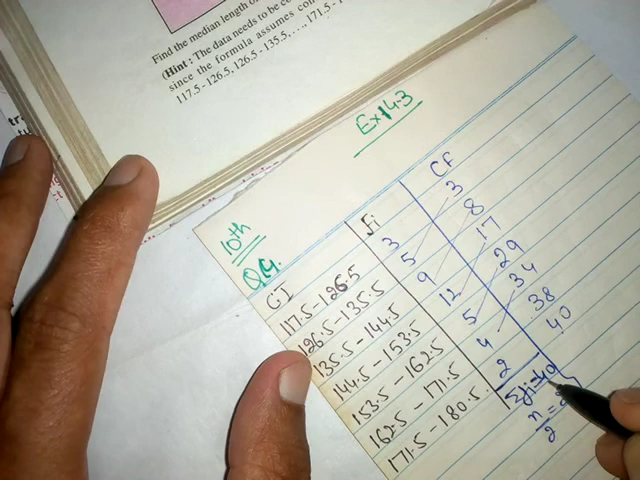 Find the median length of
(Hint : The data needs to be
since the formula assumes
117.5 - 126.5, 126.5 - 135.5, . . ., 171.5 -
Ex 14.3
10th
Q4.
CI fi CF
117.5-126.5 3 3
126.5-135.5 5 8
135.5-144.5 9 17
144.5-153.5 12 29
153.5-162.5 5 34
162.5-171.5 4 38
171.5-180.5. 2 40
Σfi=40
n/2 =